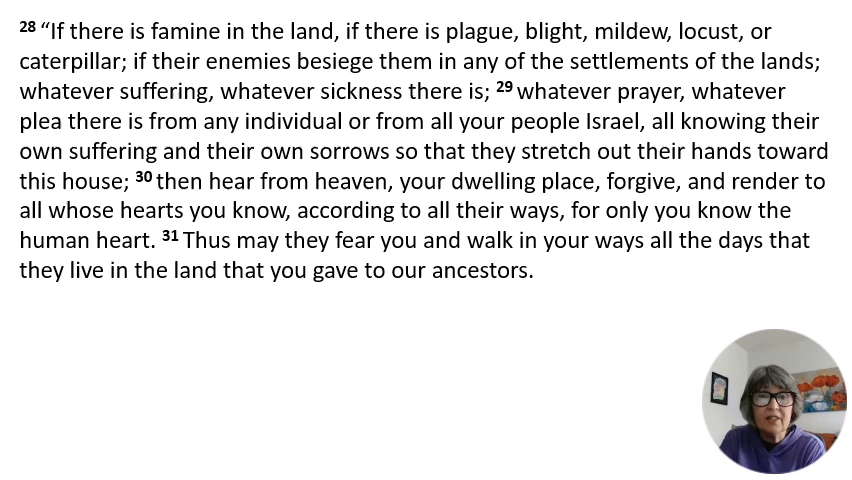 28 “If there is famine in the land, if there is plague, blight, mildew, locust, or
caterpillar; if their enemies besiege them in any of the settlements of the lands;
whatever suffering, whatever sickness there is; 29 whatever prayer, whatever
plea there is from any individual or from all your people Israel, all knowing their
own suffering and their own sorrows so that they stretch out their hands toward
this house; 30 then hear from heaven, your dwelling place, forgive, and render to
all whose hearts you know, according to all their ways, for only you know the
human heart. 31 Thus may they fear you and walk in your ways all the days that
they live in the land that you gave to our ancestors.